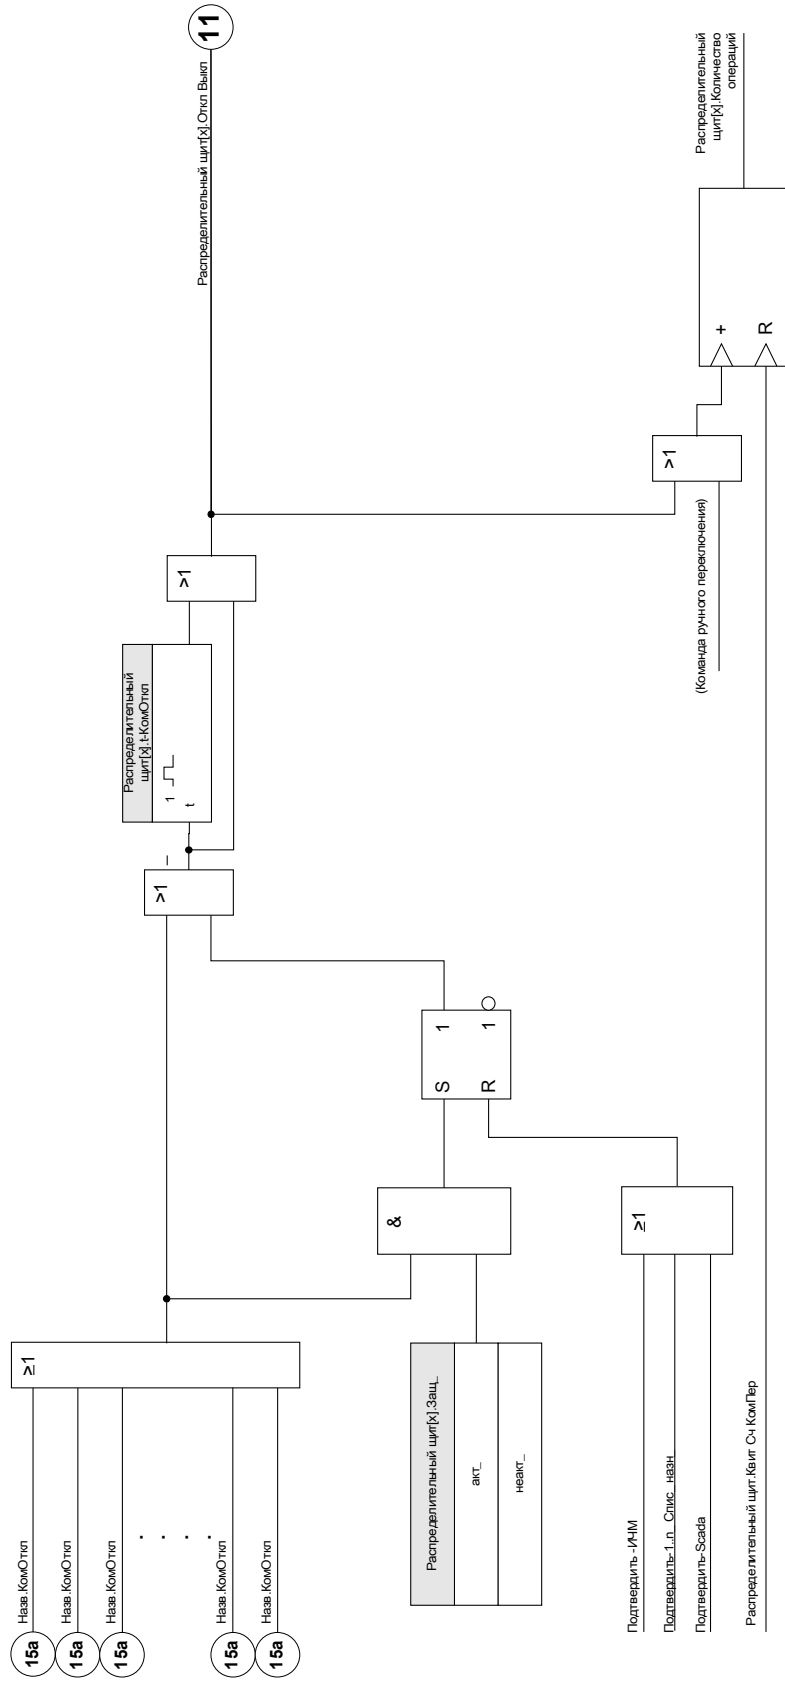 15a
Назв.КомОткл
15a
Назв.КомОткл
15a
Назв.КомОткл
. . . .
15a
Назв.КомОткл
15a
Назв.КомОткл
≥1
Распределительный щит[x].Защ_
акт_
неакт_
&
S 1
R 1
Подтвердить -ИЧМ
Подтвердить-1..n Спис_назн_
Подтвердить-Scada
≥1
>1
Распределительный
щит[x].t-КомОткл
1
t
>1
Распределительный щит[x].Откл Выкл
11
(Команда ручного переключения)
>1
Распределительный щит.Квит Сч КомПер
+
R
Распределительный
щит[x].Количество
операций